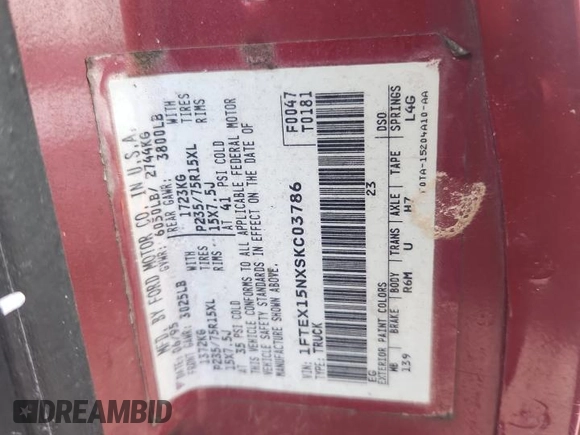 MFD. BY FORD MOTOR CO. IN U.S.A.
DATE: 06/95 GVWR: 6050LB/ 2744KG
FRONT GAWR: 3025LB REAR GAWR: 3800LB
1372KG WITH 1723KG WITH
P235/75R15XL TIRES P235/75R15XL TIRES
15X7.5J RIMS 15X7.5J RIMS
AT 35 PSI COLD AT 41 PSI COLD
THIS VEHICLE CONFORMS TO ALL APPLICABLE FEDERAL MOTOR
VEHICLE SAFETY STANDARDS IN EFFECT ON THE DATE OF
MANUFACTURE SHOWN ABOVE.
F0047
T0181
VIN: 1FTEX15NXSKC03786
TYPE: TRUCK
EG 23
EXTERIOR PAINT COLORS DSO
WB BRAKE BODY TRANS AXLE TAPE SPRINGS
139 R6M U H7 L4G
F0TA-15204A10-AA
DREAMBID